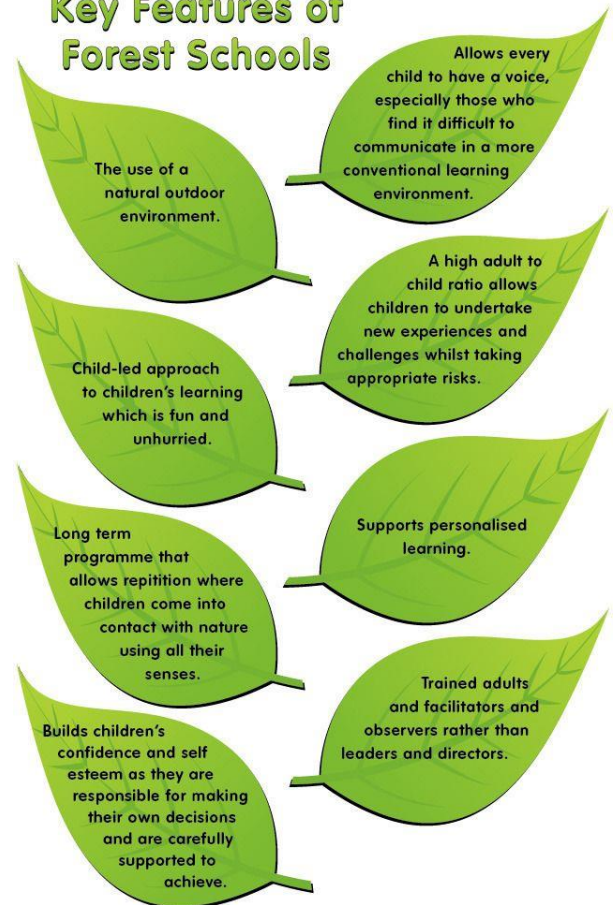 Key Features of
Forest Schools
The use of a
natural outdoor
environment.
Allows every
child to have a voice,
especially those who
find it difficult to
communicate in a more
conventional learning
environment.
Child-led approach
to children's learning
which is fun and
unhurried.
A high adult to
child ratio allows
children to undertake
new experiences and
challenges whilst taking
appropriate risks.
Long term
programme that
allows repitition where
children come into
contact with nature
using all their
senses.
Supports personalised
learning.
Builds children's
confidence and self
esteem as they are
responsible for making
their own decisions
and are carefully
supported to
achieve.
Trained adults
and facilitators and
observers rather than
leaders and directors.